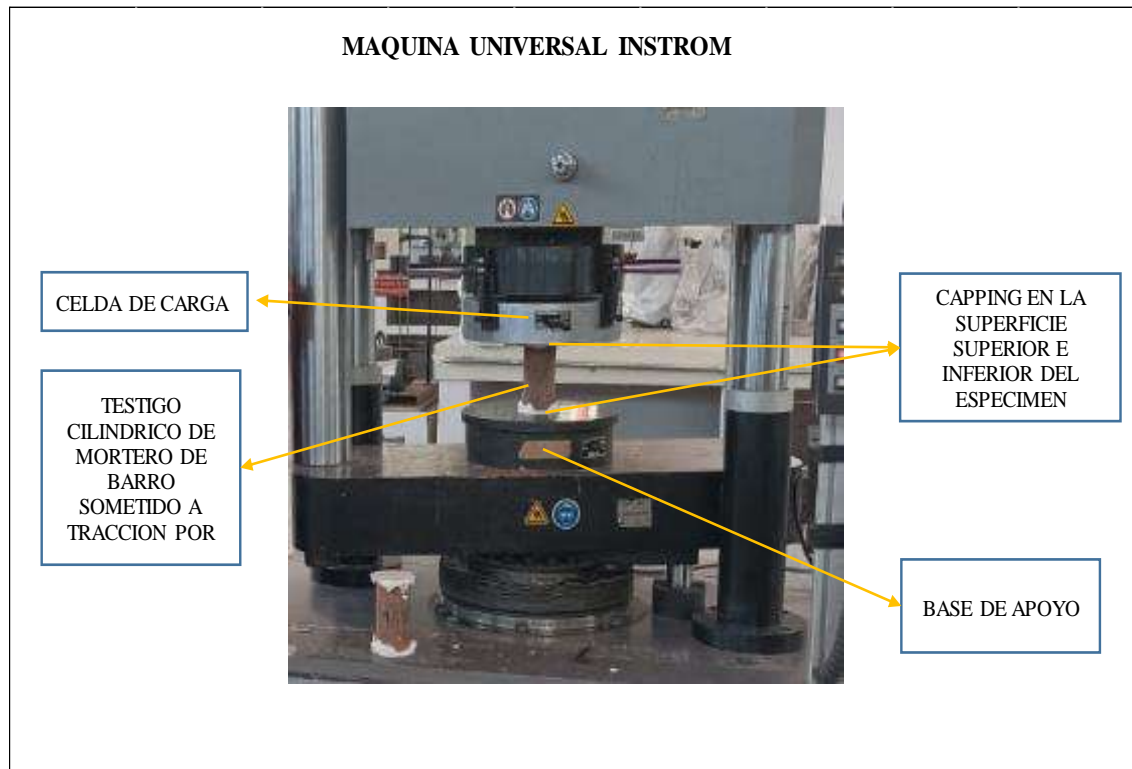 MAQUINA UNIVERSAL INSTROM
CELDA DE CARGA
CAPPING EN LA
SUPERFICIE
SUPERIOR E
INFERIOR DEL
ESPECIMEN
TESTIGO
CILINDRICO DE
MORTERO DE
BARRO
SOMETIDO A
TRACCION POR
BASE DE APOYO